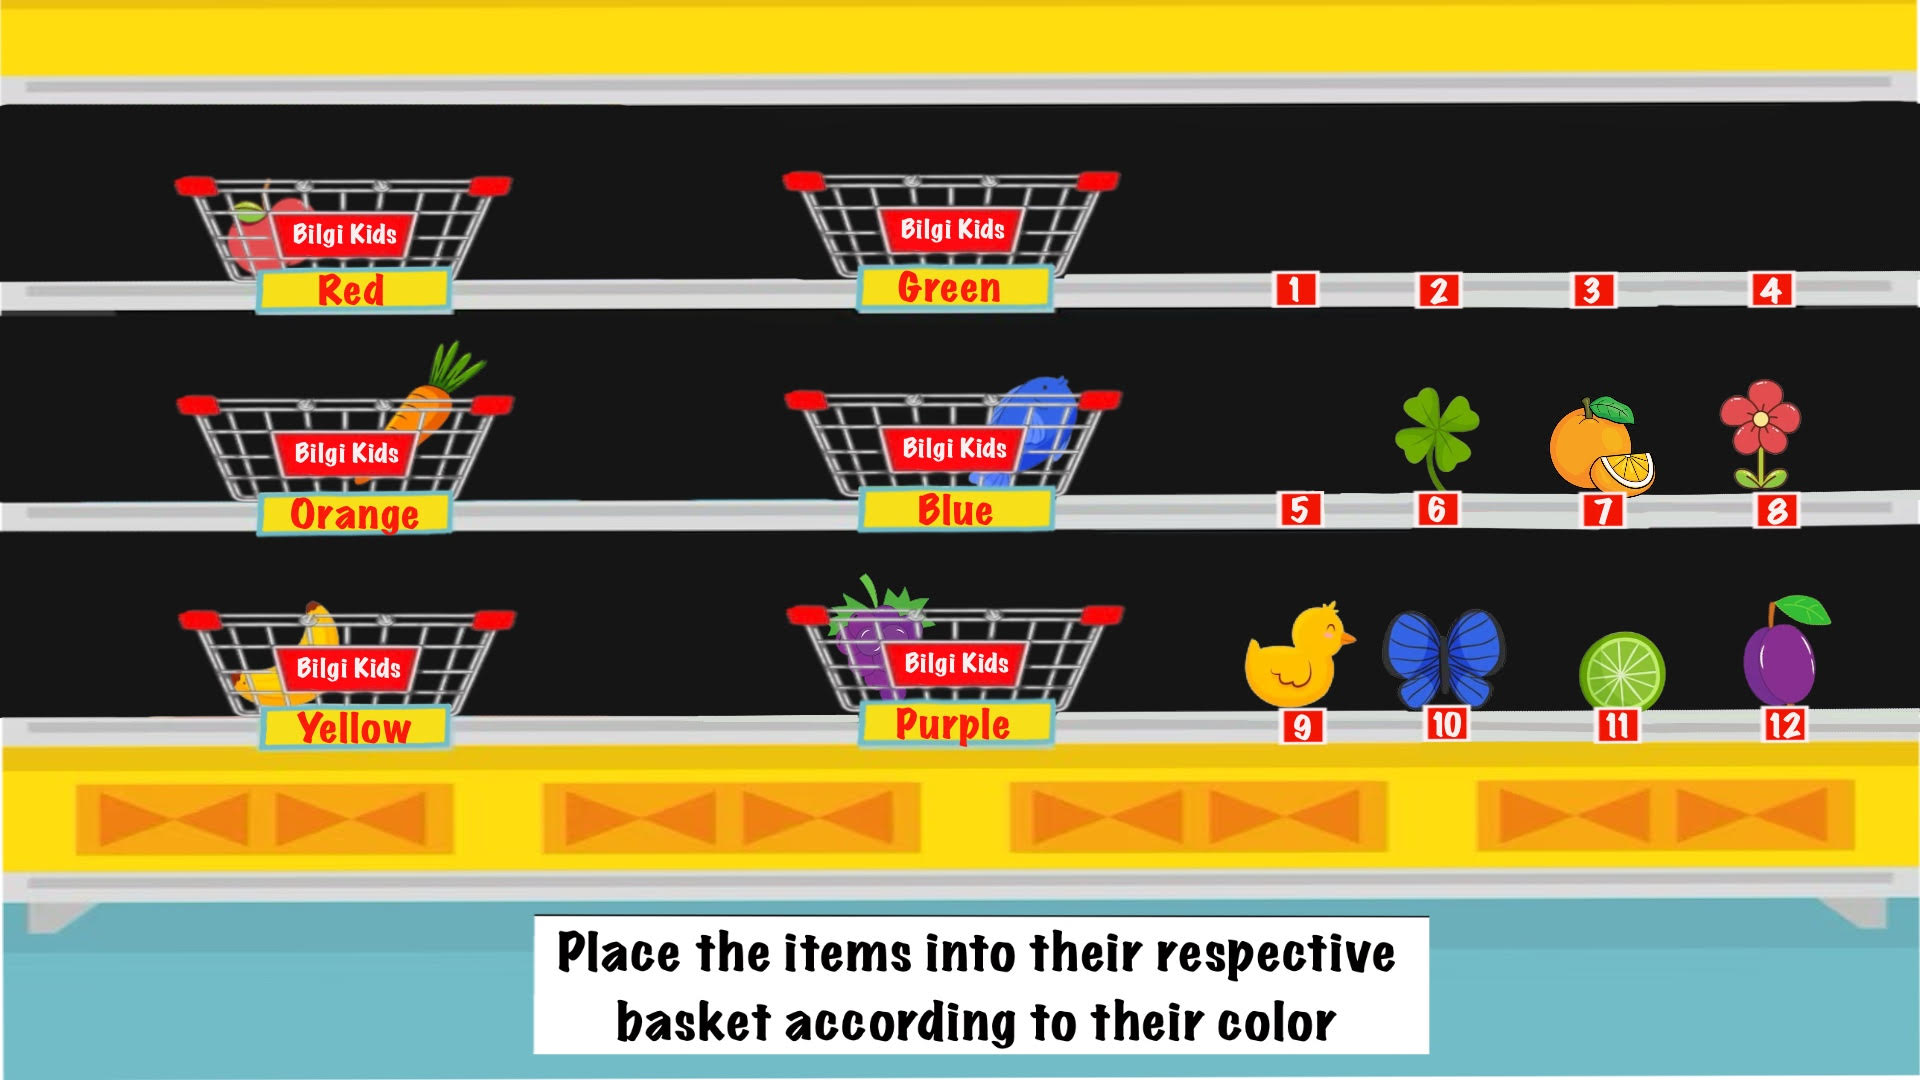 Bilgi Kids
Red
Bilgi Kids
Green
1
2
3
4
Bilgi Kids
Orange
Bilgi Kids
Blue
5
6
7
8
Bilgi Kids
Yellow
Bilgi Kids
Purple
9
10
11
12
Place the items into their respective
basket according to their color